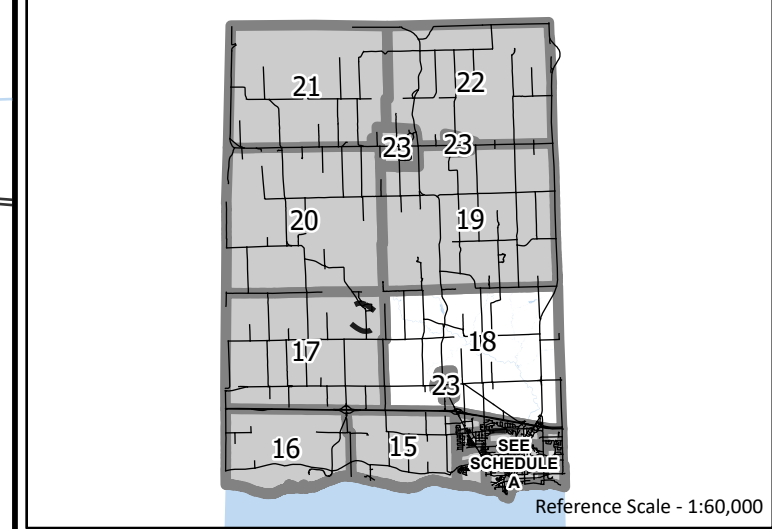 21
22
23
23
20
19
18
17
23
16
15
SEE
SCHEDULE
A
Reference Scale - 1:60,000